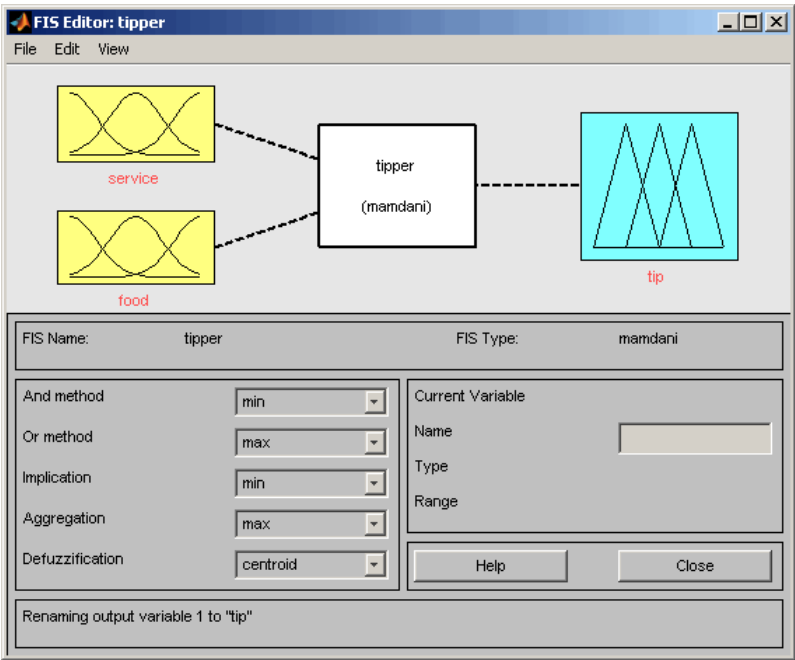 FIS Editor: tipper
File Edit View
service
food
tipper
(mamdani)
tip
FIS Name: tipper FIS Type: mamdani
And method min
Or method max
Implication min
Aggregation max
Defuzzification centroid
Current Variable
Name
Type
Range
Help Close
Renaming output variable 1 to "tip"